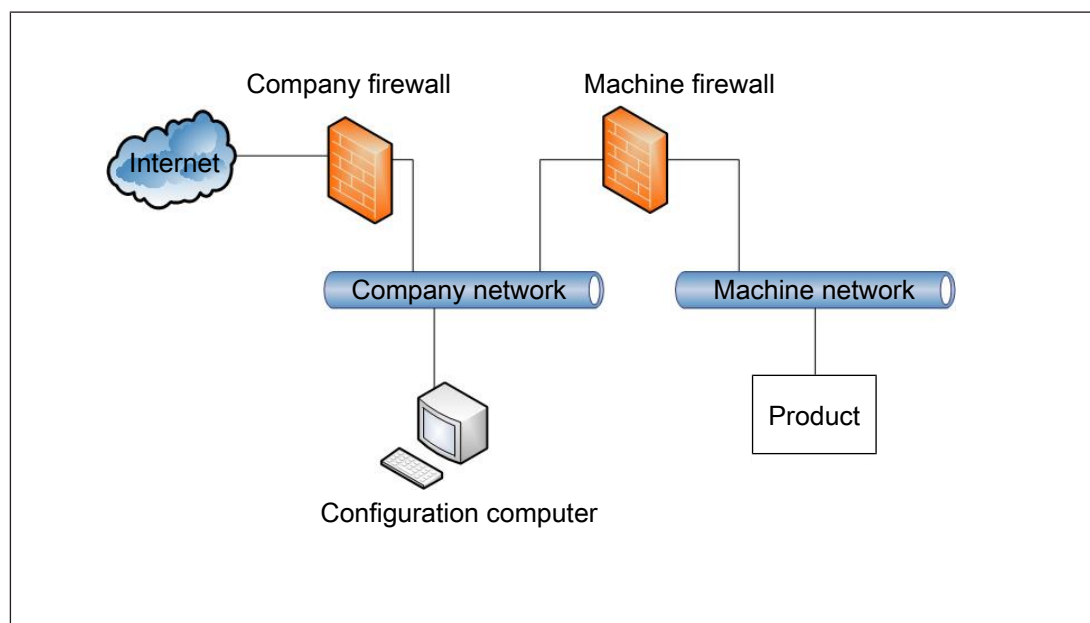 Company firewall
Machine firewall
Internet
Company network
Machine network
Product
Configuration computer